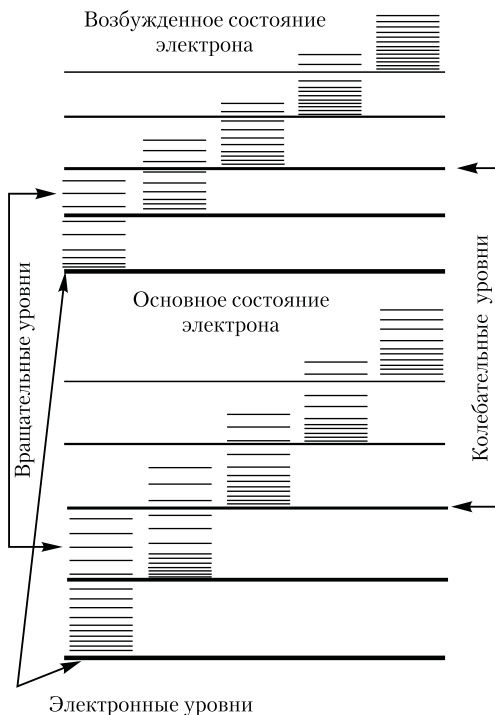 Возбужденное состояние
электрона
Основное состояние
электрона
Вращательные уровни
Колебательные уровни
Электронные уровни